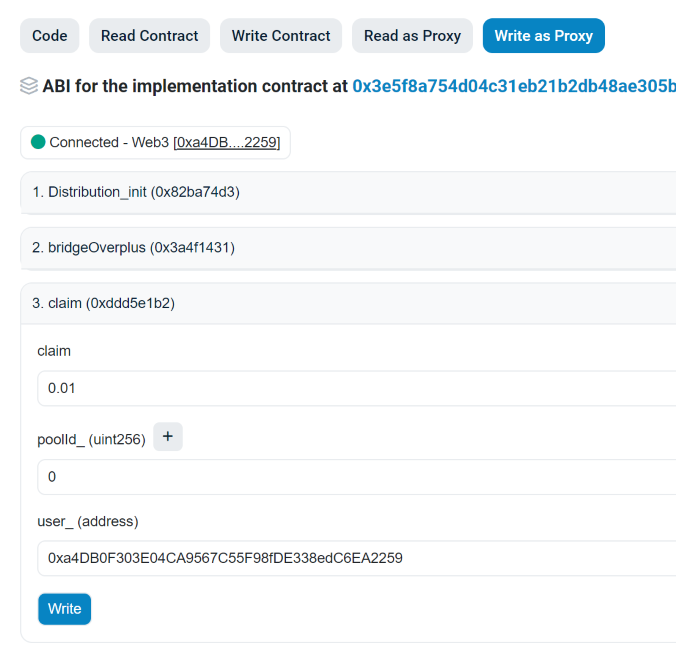 Code Read Contract Write Contract Read as Proxy Write as Proxy
ABI for the implementation contract at 0x3e5f8a754d04c31eb21b2db48ae305b
Connected - Web3 [0xa4DB....2259]
1. Distribution_init (0x82ba74d3)
2. bridgeOverplus (0x3a4f1431)
3. claim (0xddd5e1b2)
claim
0.01
poolId_ (uint256) +
0
user_ (address)
0xa4DB0F303E04CA9567C55F98fDE338edC6EA2259
Write